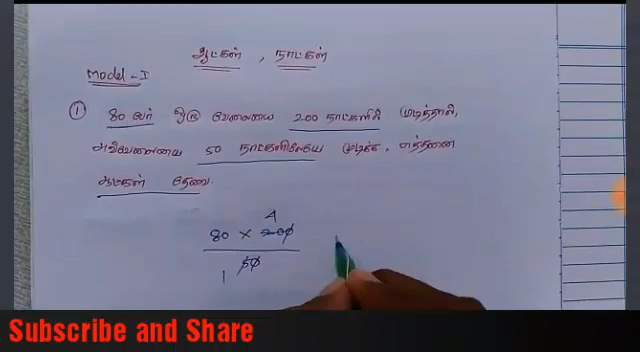 ஆட்கள் , நாட்கள்
Model - I
① 80 பேர் ஒரு வேலையை 200 நாட்களில் முடித்தால்,
அவ்வேலையை 50 நாட்களிலேயே முடிக்க, எத்தனை
ஆட்கள் தேவை.
4
80 × 200
1 50
Subscribe and Share